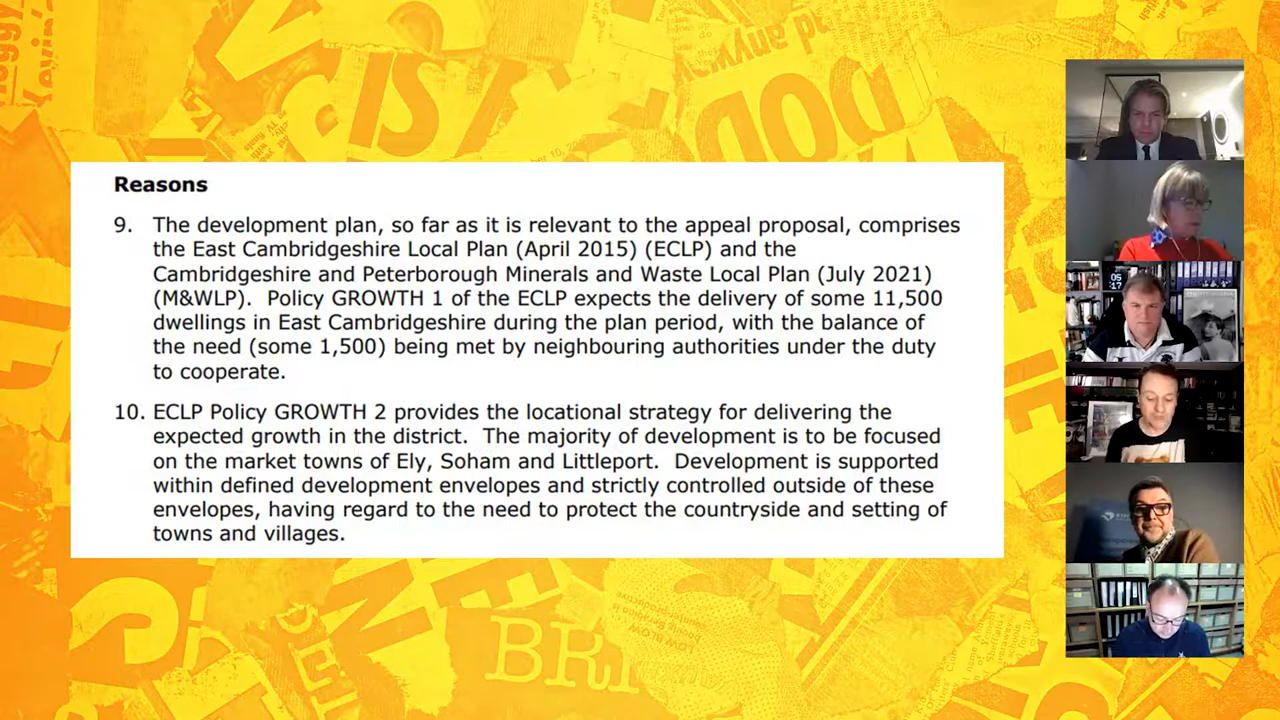 Reasons
9. The development plan, so far as it is relevant to the appeal proposal, comprises
the East Cambridgeshire Local Plan (April 2015) (ECLP) and the
Cambridgeshire and Peterborough Minerals and Waste Local Plan (July 2021)
(M&WLP). Policy GROWTH 1 of the ECLP expects the delivery of some 11,500
dwellings in East Cambridgeshire during the plan period, with the balance of
the need (some 1,500) being met by neighbouring authorities under the duty
to cooperate.
10. ECLP Policy GROWTH 2 provides the locational strategy for delivering the
expected growth in the district. The majority of development is to be focused
on the market towns of Ely, Soham and Littleport. Development is supported
within defined development envelopes and strictly controlled outside of these
envelopes, having regard to the need to protect the countryside and setting of
towns and villages.
05
17
BRI